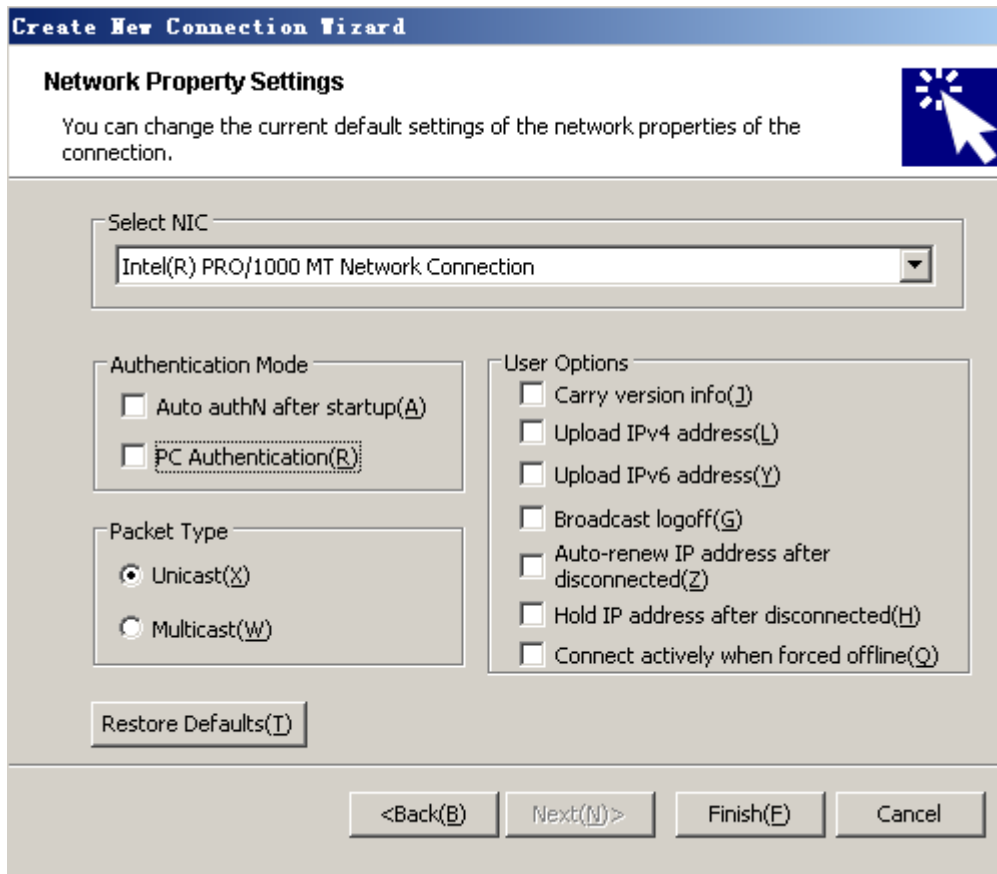 Create New Connection Wizard
Network Property Settings
You can change the current default settings of the network properties of the
connection.
Select NIC
Intel(R) PRO/1000 MT Network Connection
Authentication Mode
Auto authN after startup(A)
PC Authentication(R)
Packet Type
Unicast(X)
Multicast(W)
User Options
Carry version info(J)
Upload IPv4 address(L)
Upload IPv6 address(Y)
Broadcast logoff(G)
Auto-renew IP address after
disconnected(Z)
Hold IP address after disconnected(H)
Connect actively when forced offline(Q)
Restore Defaults(T)
<Back(B)
Next(N)>
Finish(F)
Cancel